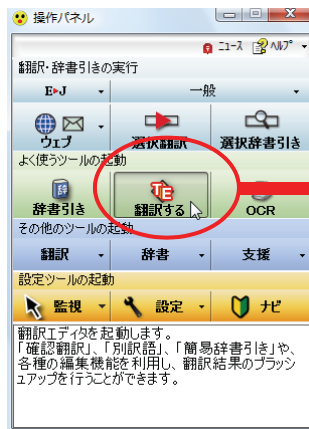 操作パネル
ニュース ヘルプ
翻訳・辞書引きの実行
E▸J 一般
ウェブ 選択翻訳 選択辞書引き
よく使うツールの起動
辞書引き 翻訳する OCR
その他のツールの起動
翻訳 辞書 支援
設定ツールの起動
監視 設定 ナビ
翻訳エディタを起動します。
「確認翻訳」、「別訳語」、「簡易辞書引き」や、
各種の編集機能を利用し、翻訳結果のブラッシ
ュアップを行うことができます。